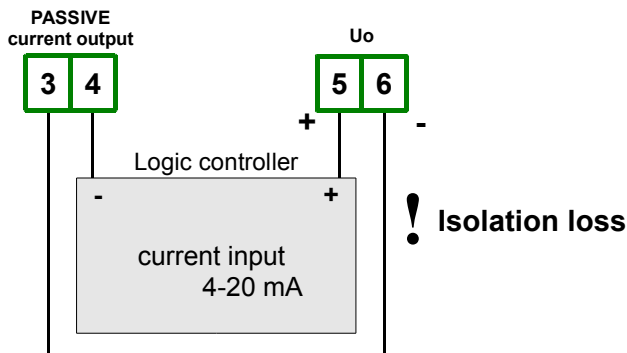 PASSIVE
current output
Uo
3 4
5 6
+ -
Logic controller
- +
! Isolation loss
current input
4-20 mA